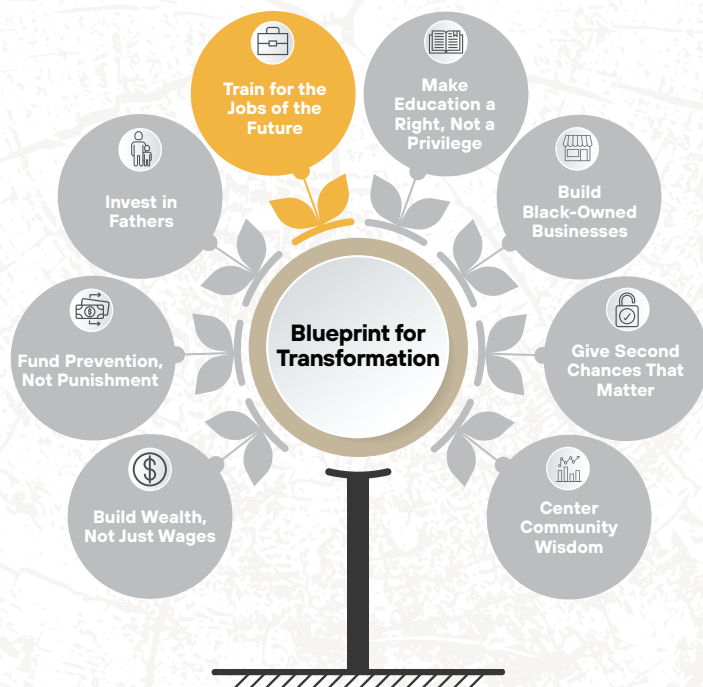 Train for the
Jobs of the
Future
Make
Education a
Right, Not a
Privilege
Invest in
Fathers
Build
Black-Owned
Businesses
Blueprint for
Transformation
Fund Prevention,
Not Punishment
Give Second
Chances That
Matter
Build Wealth,
Not Just Wages
Center
Community
Wisdom